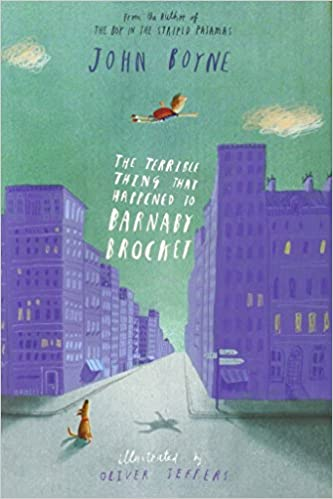 from the author of
THE BOY IN THE STRIPED PAJAMAS
JOHN BOYNE
THE TERRIBLE
THING THAT
HAPPENED TO
BARNABY
BROCKET
illustrated by
OLIVER JEFFERS